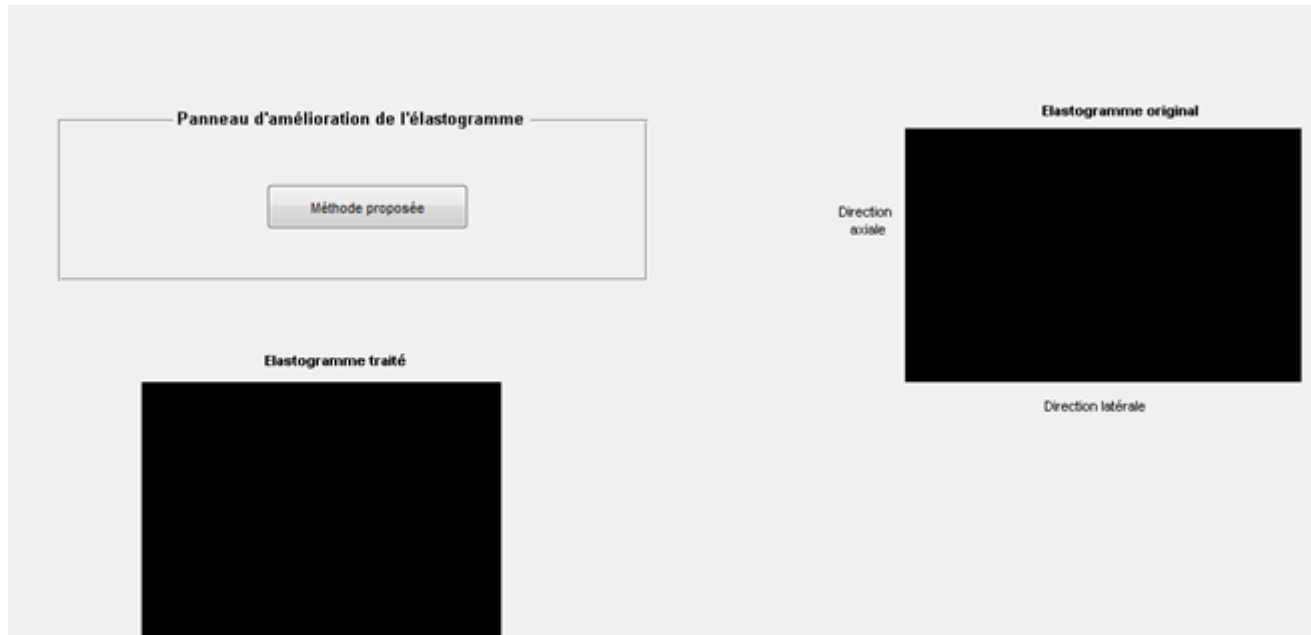 Panneau d'amélioration de l'élastogramme
Méthode proposée
Elastogramme traité
Elastogramme original
Direction
axiale
Direction latérale